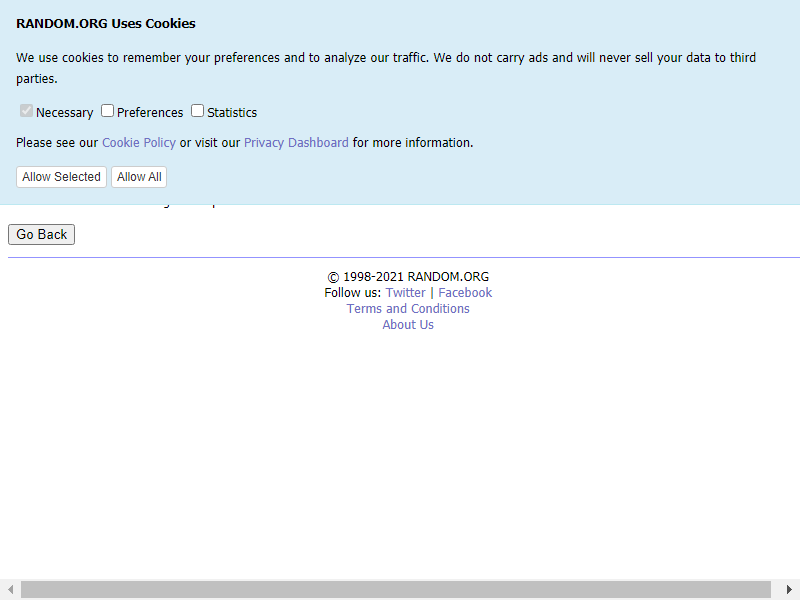 RANDOM.ORG Uses Cookies
We use cookies to remember your preferences and to analyze our traffic. We do not carry ads and will never sell your data to third
parties.
Necessary Preferences Statistics
Please see our Cookie Policy or visit our Privacy Dashboard for more information.
Allow Selected Allow All
Go Back
© 1998-2021 RANDOM.ORG
Follow us: Twitter | Facebook
Terms and Conditions
About Us